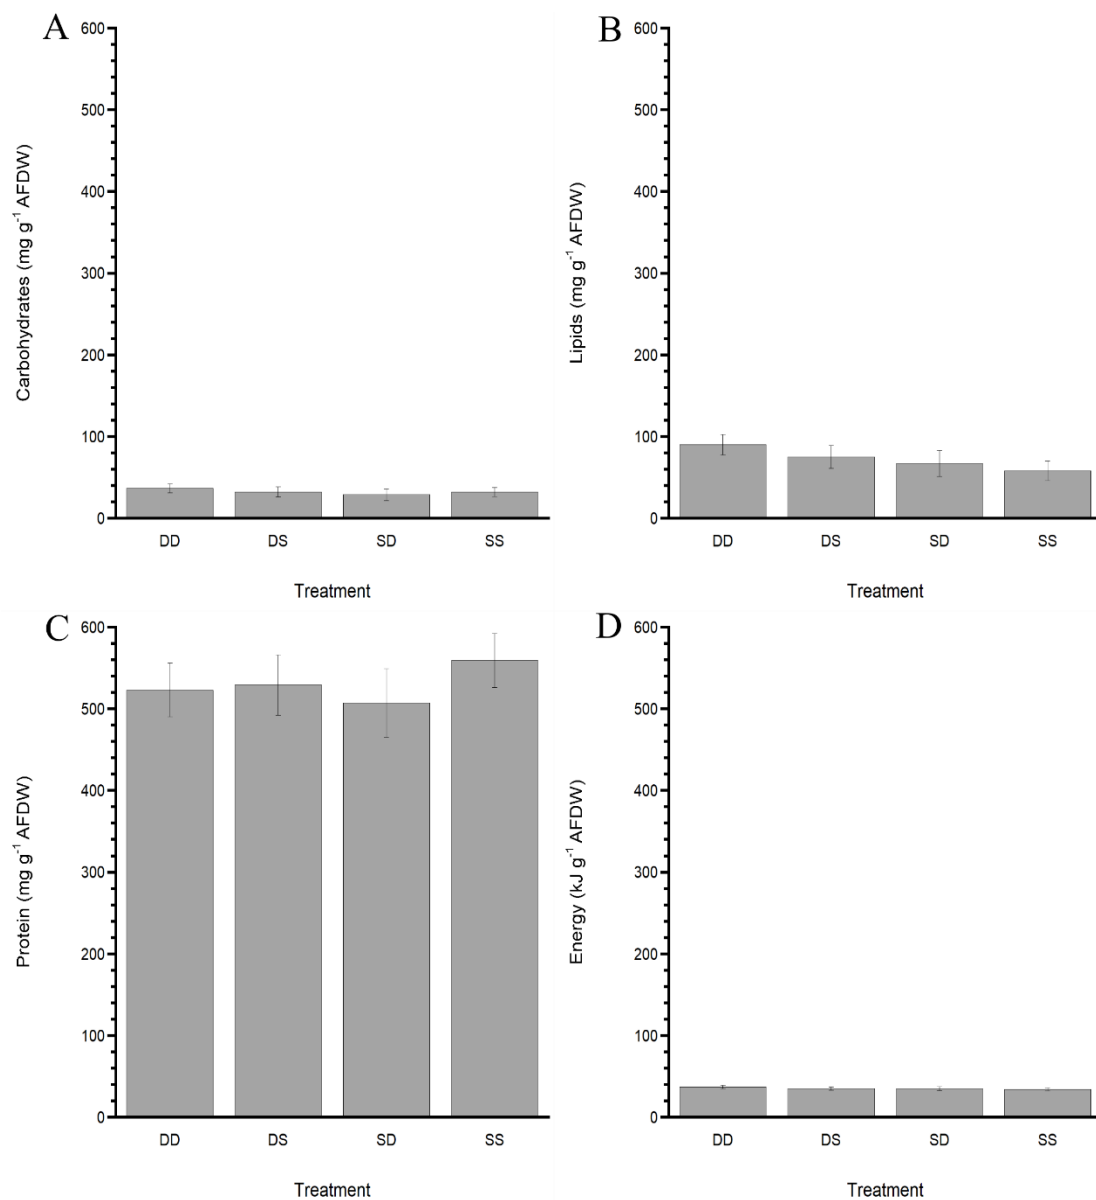 A
600
500
400
300
200
100
0
Carbohydrates (mg g⁻¹ AFDW)
DD DS SD SS
Treatment
B
600
500
400
300
200
100
0
Lipids (mg g⁻¹ AFDW)
DD DS SD SS
Treatment
C
600
500
400
300
200
100
0
Protein (mg g⁻¹ AFDW)
DD DS SD SS
Treatment
D
600
500
400
300
200
100
0
Energy (kJ g⁻¹ AFDW)
DD DS SD SS
Treatment